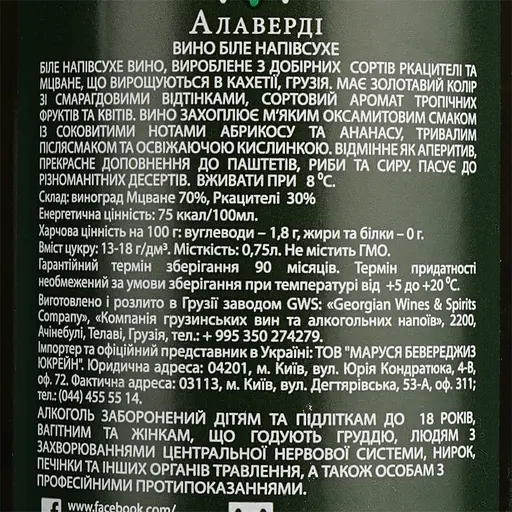 Алаверді
ВИНО БІЛЕ НАПІВСУХЕ
БІЛЕ НАПІВСУХЕ ВИНО, ВИРОБЛЕНЕ З ДОБІРНИХ СОРТІВ РКАЦИТЕЛІ ТА
МЦВАНЕ, ЩО ВИРОЩУЮТЬСЯ В КАХЕТІЇ, ГРУЗІЯ. МАЄ ЗОЛОТАВИЙ КОЛІР
ЗІ СМАРАГДОВИМИ ВІДТІНКАМИ, СОРТОВИЙ АРОМАТ ТРОПІЧНИХ
ФРУКТІВ ТА КВІТІВ. ВИНО ЗАХОПЛЮЄ М'ЯКИМ ОКСАМИТОВИМ СМАКОМ
ІЗ СОКОВИТИМИ НОТАМИ АБРИКОСУ ТА АНАНАСУ, ТРИВАЛИМ
ПІСЛЯСМАКОМ ТА ОСВІЖАЮЧОЮ КИСЛИНКОЮ. ВІДМІННЕ ЯК АПЕРИТИВ,
ПРЕКРАСНЕ ДОПОВНЕННЯ ДО ПАШТЕТІВ, РИБИ ТА СИРУ. ПАСУЄ ДО
РІЗНОМАНІТНИХ ДЕСЕРТІВ. ВЖИВАТИ ПРИ 8 °С.
Склад: виноград Мцване 70%, Ркацителі 30%
Енергетична цінність: 75 ккал/100мл.
Харчова цінність на 100 г: вуглеводи – 1,8 г, жири та білки – 0 г.
Вміст цукру: 13-18 г/дм³. Місткість: 0,75л. Не містить ГМО.
Гарантійний термін зберігання 90 місяців. Термін придатності
необмежений за умови зберігання при температурі від +5 до +20 °С.
Виготовлено і розлито в Грузії заводом GWS: «Georgian Wines & Spirits
Company», «Компанія грузинських вин та алкогольних напоїв», 2200,
Ачінебулі, Телаві, Грузія, тел.: + 995 350 274279.
Імпортер та офіційний представник в Україні: ТОВ "МАРУСЯ БЕВЕРЕДЖИЗ
ЮКРЕЙН". Юридична адреса: 04201, м. Київ, вул. Юрія Кондратюка, 4-В,
оф. 72. Фактична адреса: 03113, м. Київ, вул. Дегтярівська, 53-А, оф. 311;
тел.: (044) 455 55 14.
АЛКОГОЛЬ ЗАБОРОНЕНИЙ ДІТЯМ ТА ПІДЛІТКАМ ДО 18 РОКІВ,
ВАГІТНИМ ТА ЖІНКАМ, ЩО ГОДУЮТЬ ГРУДДЮ, ЛЮДЯМ З
ЗАХВОРЮВАННЯМИ ЦЕНТРАЛЬНОЇ НЕРВОВОЇ СИСТЕМИ, НИРОК,
ПЕЧІНКИ ТА ІНШИХ ОРГАНІВ ТРАВЛЕННЯ, А ТАКОЖ ОСОБАМ З
ПРОФЕСІЙНИМИ ПРОТИПОКАЗАННЯМИ.
www.facebook.com/